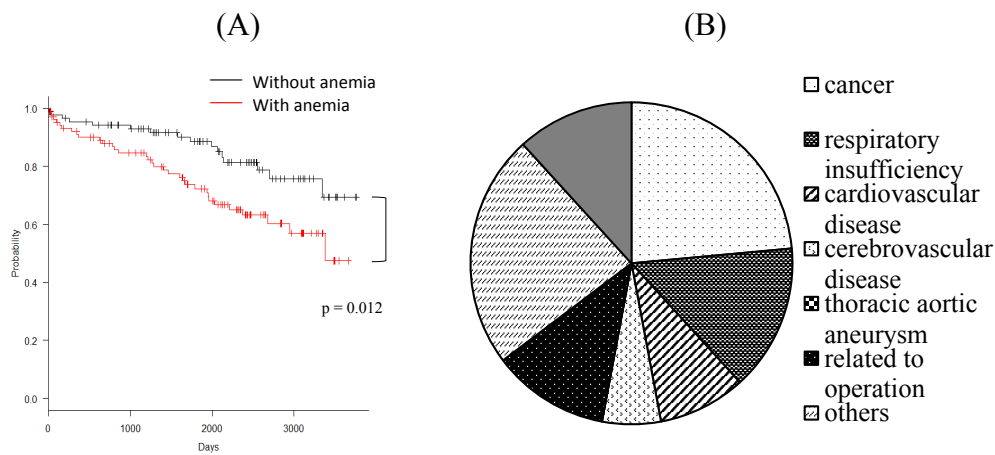 (A)
(B)
Without anemia
With anemia
1.0
0.8
0.6
0.4
0.2
0.0
Probability
0
1000
2000
3000
Days
p = 0.012
cancer
respiratory
insufficiency
cardiovascular
disease
cerebrovascular
disease
thoracic aortic
aneurysm
related to
operation
others